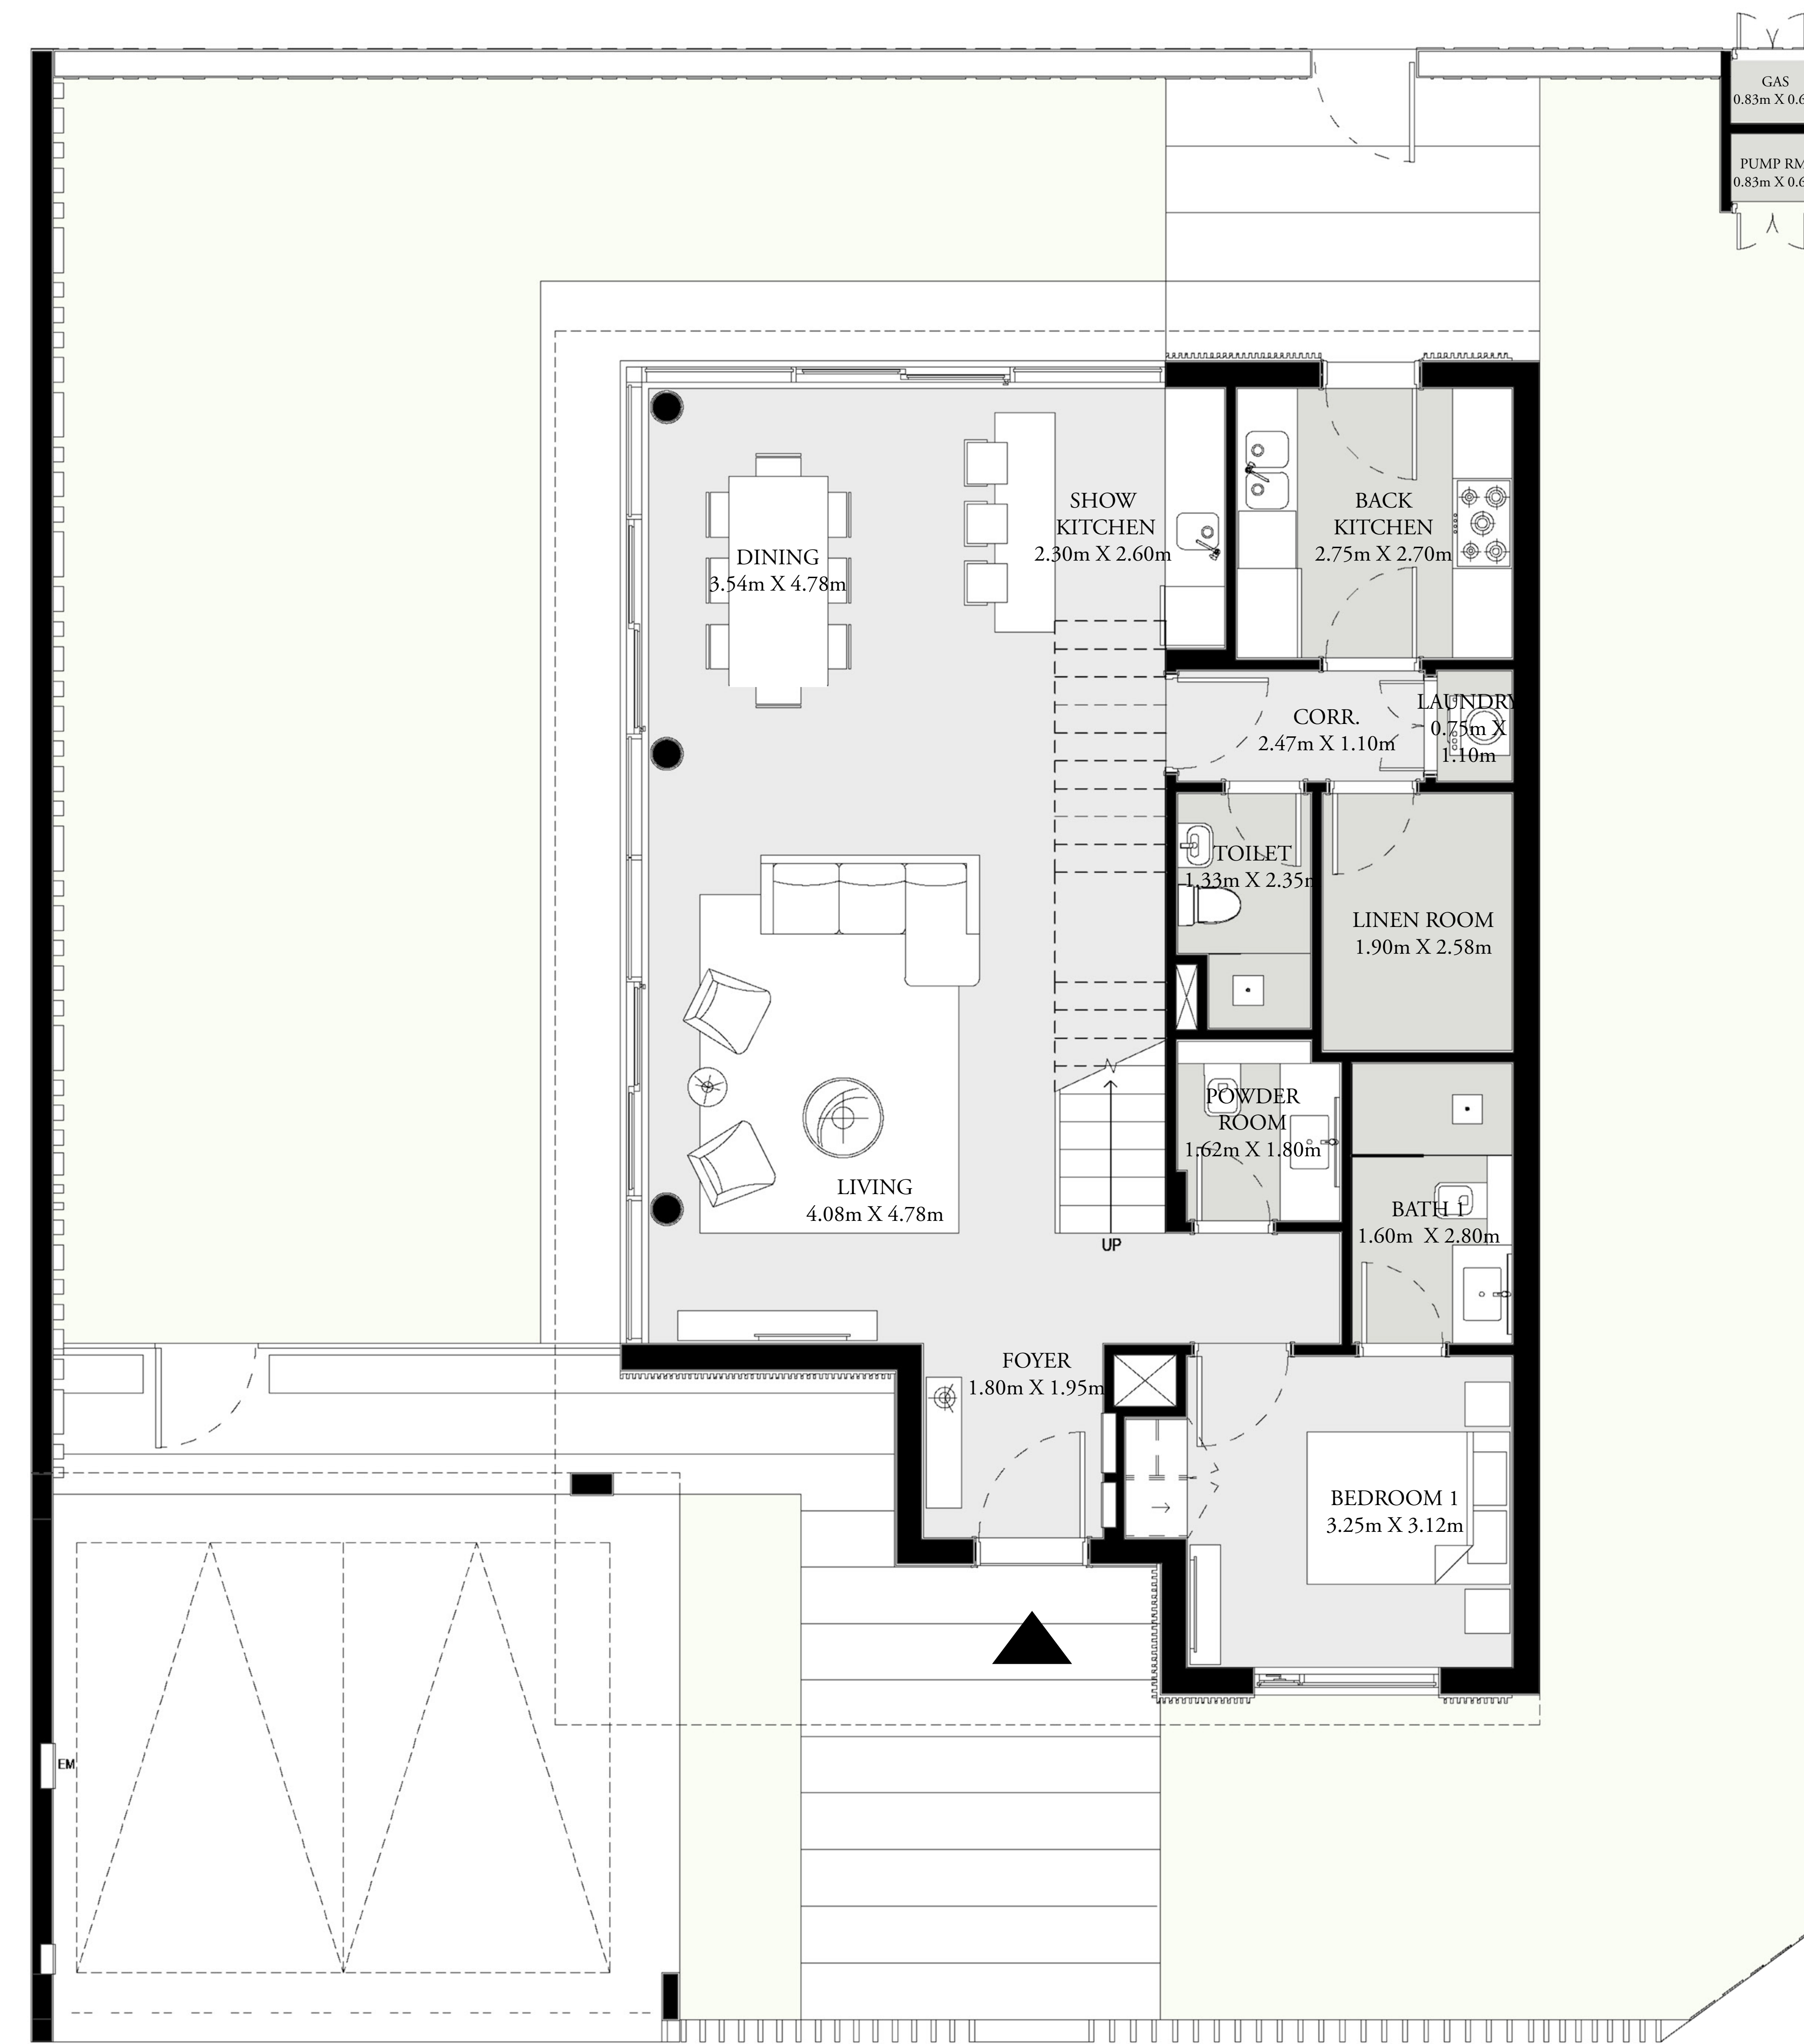 GAS
0.83m X 0.6
PUMP RM
0.83m X 0.6
SHOW
KITCHEN
2.30m X 2.60m
BACK
KITCHEN
2.75m X 2.70m
DINING
3.54m X 4.78m
LAUNDRY
0.75m X
1.10m
CORR.
2.47m X 1.10m
TOILET
1.33m X 2.35m
LINEN ROOM
1.90m X 2.58m
POWDER
ROOM
1.62m X 1.80m
LIVING
4.08m X 4.78m
BATH 1
1.60m X 2.80m
UP
FOYER
1.80m X 1.95m
BEDROOM 1
3.25m X 3.12m
EM